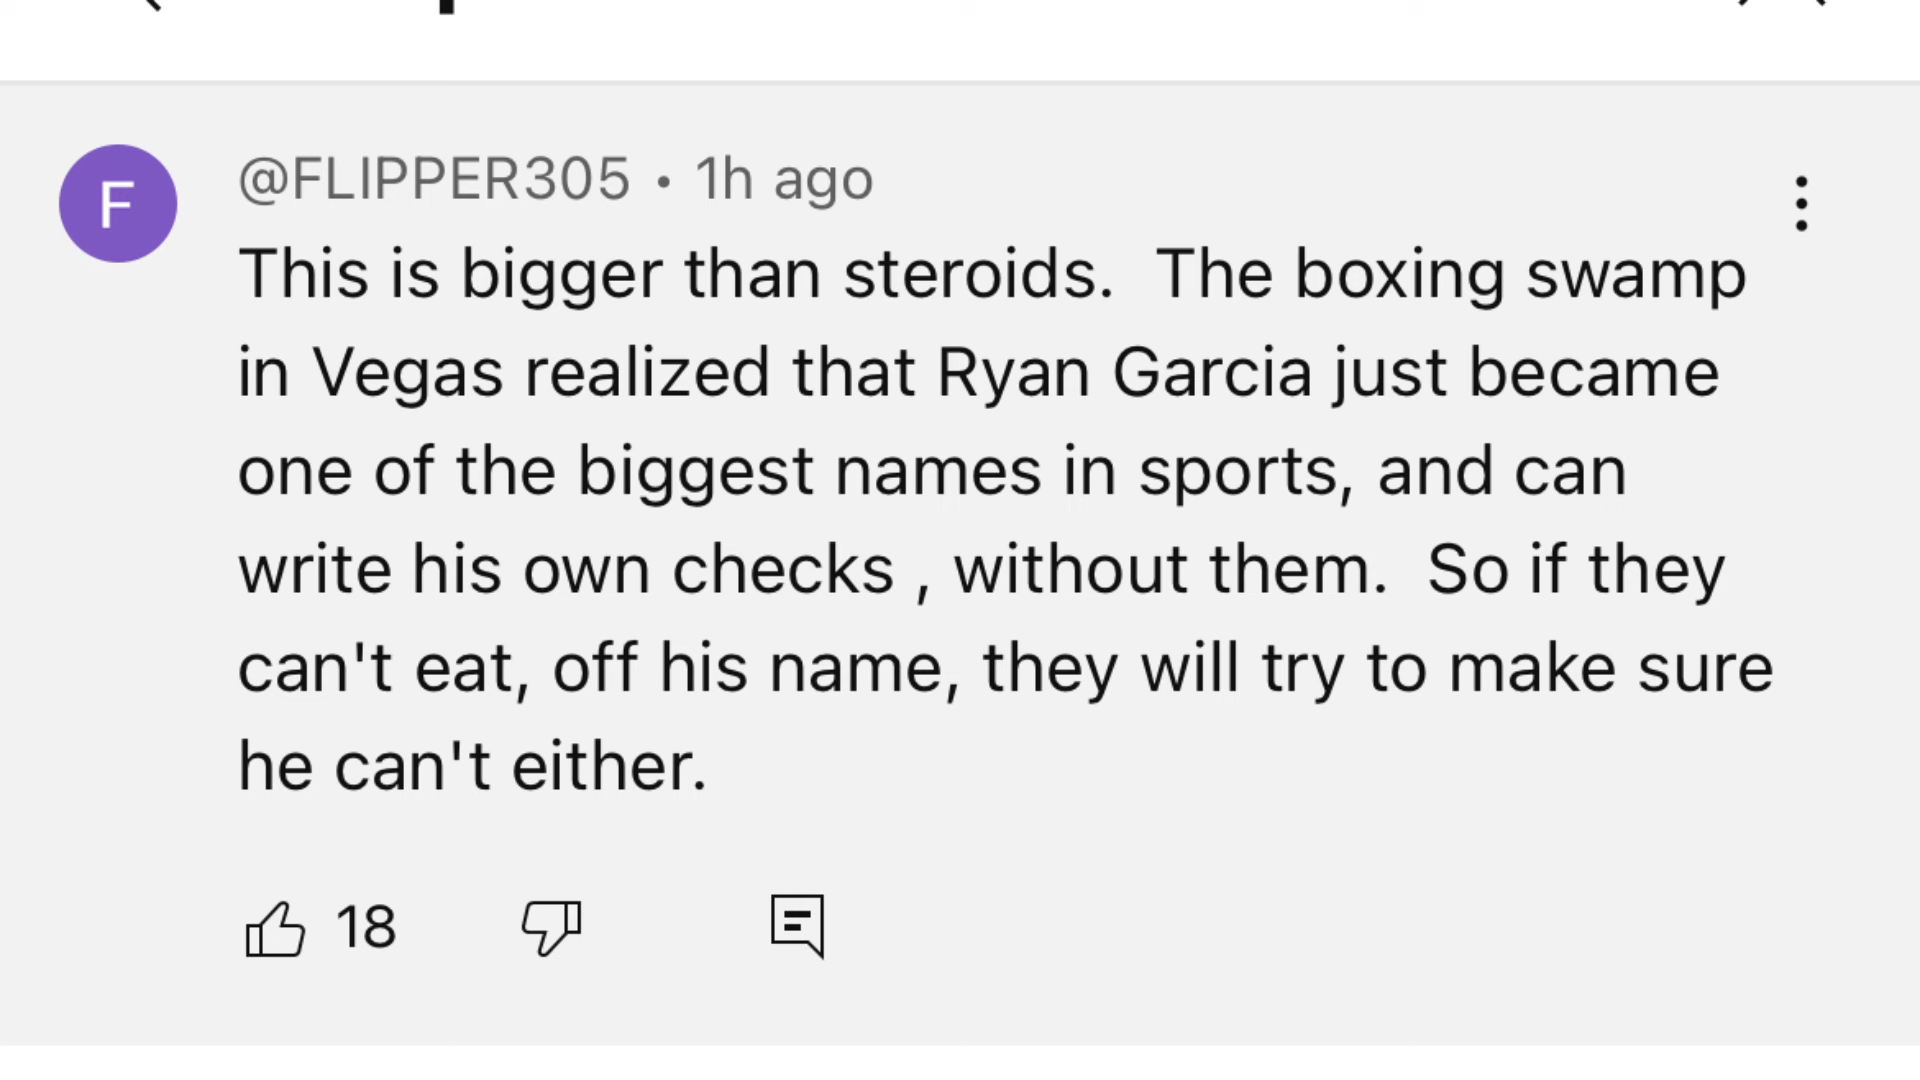 F
@FLIPPER305 • 1h ago
This is bigger than steroids.  The boxing swamp
in Vegas realized that Ryan Garcia just became
one of the biggest names in sports, and can
write his own checks , without them.  So if they
can't eat, off his name, they will try to make sure
he can't either.
18